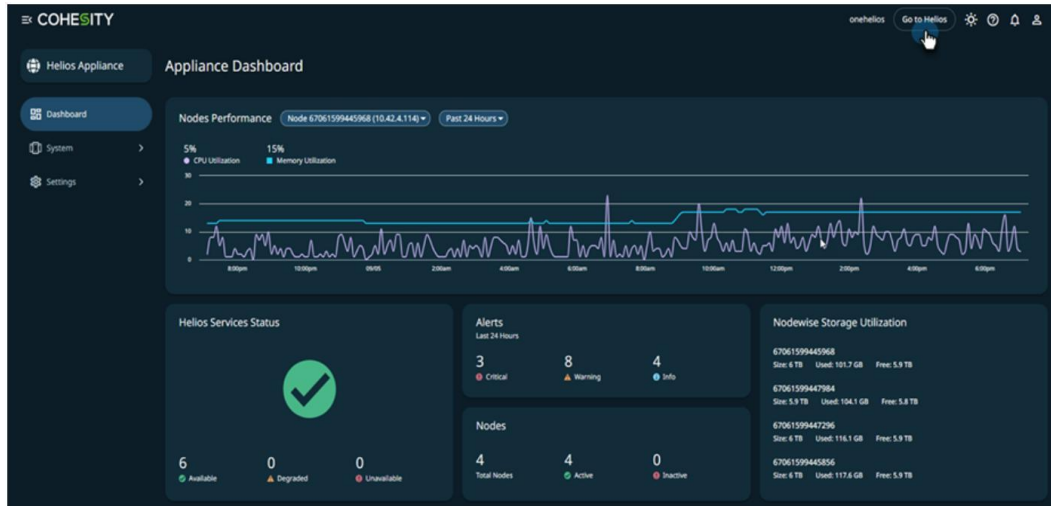 COHESITY
onehelios
Go to Helios
Helios Appliance
Appliance Dashboard
Dashboard
System
Settings
Nodes Performance
Node 67061599445968 (10.42.4.114)
Past 24 Hours
5%
CPU Utilization
15%
Memory Utilization
30
20
10
0
8:00pm 10:00pm 09/05 2:00am 4:00am 6:00am 8:00am 10:00am 12:00pm 2:00pm 4:00pm 6:00pm
Helios Services Status
6
Available
0
Degraded
0
Unavailable
Alerts
Last 24 Hours
3
Critical
8
Warning
4
Info
Nodes
4
Total Nodes
4
Active
0
Inactive
Nodewise Storage Utilization
67061599445968
Size: 6 TB Used: 101.7 GB Free: 5.9 TB
67061599447984
Size: 5.9 TB Used: 104.1 GB Free: 5.8 TB
67061599447296
Size: 6 TB Used: 116.1 GB Free: 5.9 TB
67061599445856
Size: 6 TB Used: 117.6 GB Free: 5.9 TB